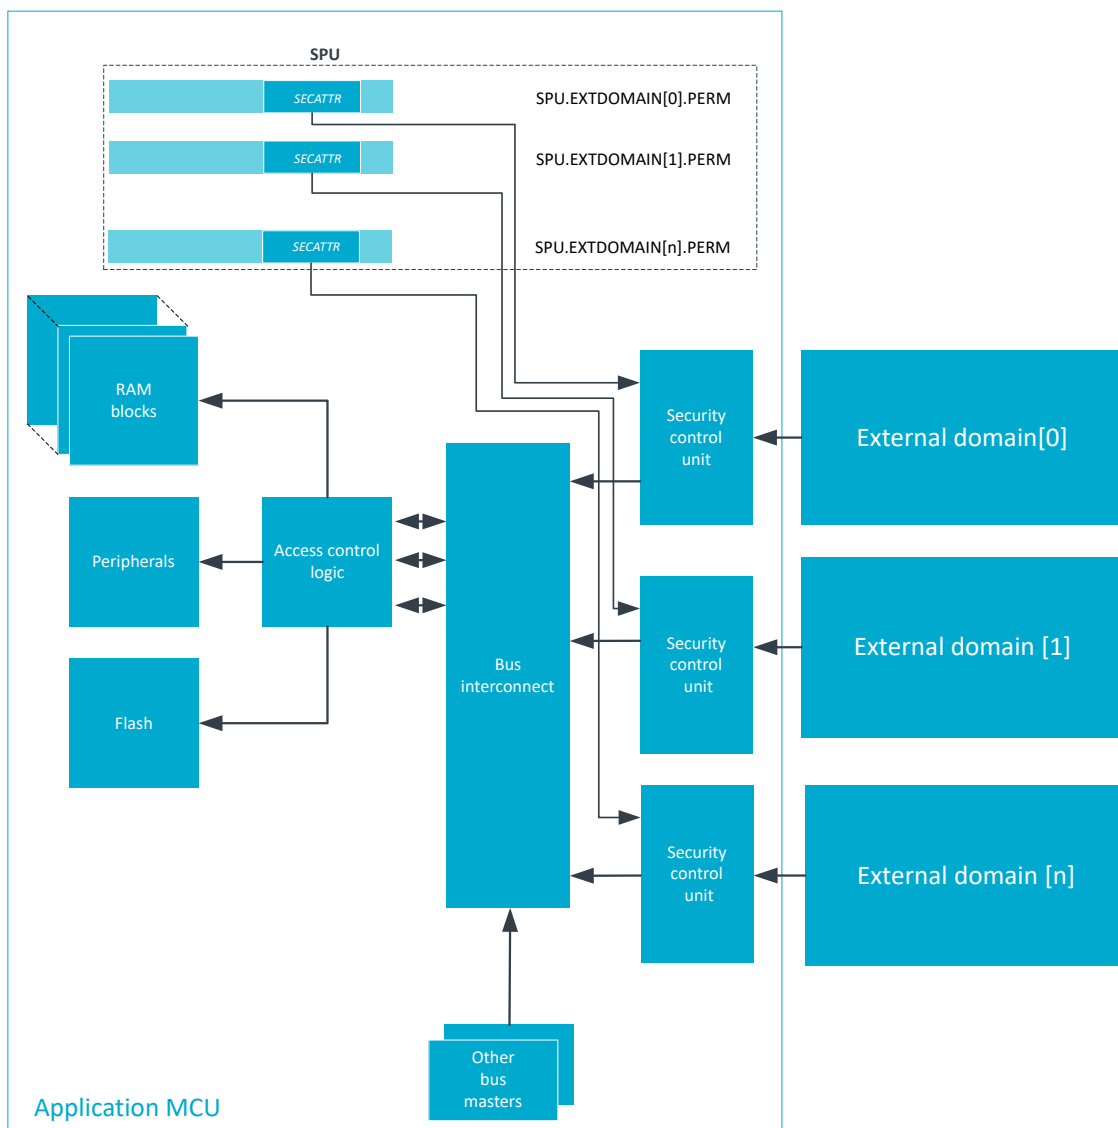 SPU
SECATTR
SPU.EXTDOMAIN[0].PERM
SECATTR
SPU.EXTDOMAIN[1].PERM
SECATTR
SPU.EXTDOMAIN[n].PERM
RAM
blocks
Security
control
unit
External domain[0]
Peripherals
Access control
logic
Bus
interconnect
Security
control
unit
External domain [1]
Flash
Security
control
unit
External domain [n]
Other
bus
masters
Application MCU